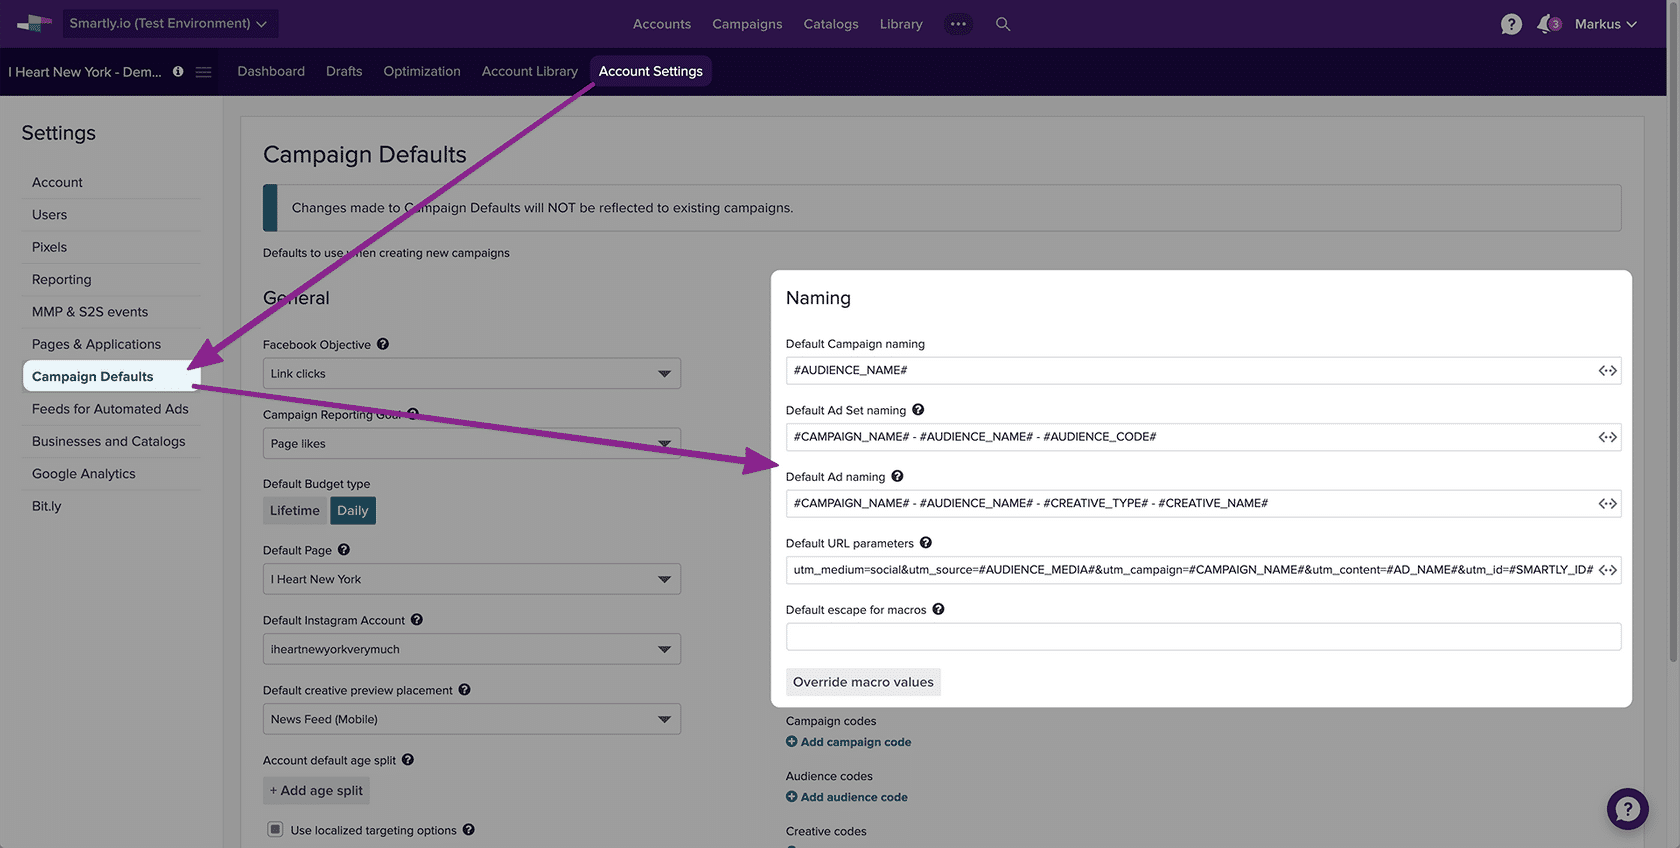 Smartly.io (Test Environment)
Accounts
Campaigns
Catalogs
Library
?
3
Markus
I Heart New York - Dem...
Dashboard
Drafts
Optimization
Account Library
Account Settings
Settings
Account
Users
Pixels
Reporting
MMP & S2S events
Pages & Applications
Campaign Defaults
Feeds for Automated Ads
Businesses and Catalogs
Google Analytics
Bit.ly
Campaign Defaults
Changes made to Campaign Defaults will NOT be reflected to existing campaigns.
Defaults to use when creating new campaigns
General
Facebook Objective ?
Link clicks
Campaign Reporting Goal ?
Page likes
Default Budget type
Lifetime
Daily
Default Page ?
I Heart New York
Default Instagram Account ?
iheartnewyorkverymuch
Default creative preview placement ?
News Feed (Mobile)
Account default age split ?
+ Add age split
Use localized targeting options ?
Naming
Default Campaign naming
#AUDIENCE_NAME#
Default Ad Set naming ?
#CAMPAIGN_NAME# - #AUDIENCE_NAME# - #AUDIENCE_CODE#
Default Ad naming ?
#CAMPAIGN_NAME# - #AUDIENCE_NAME# - #CREATIVE_TYPE# - #CREATIVE_NAME#
Default URL parameters ?
utm_medium=social&utm_source=#AUDIENCE_MEDIA#&utm_campaign=#CAMPAIGN_NAME#&utm_content=#AD_NAME#&utm_id=#SMARTLY_ID#
Default escape for macros ?
Override macro values
Campaign codes
Add campaign code
Audience codes
Add audience code
Creative codes
?